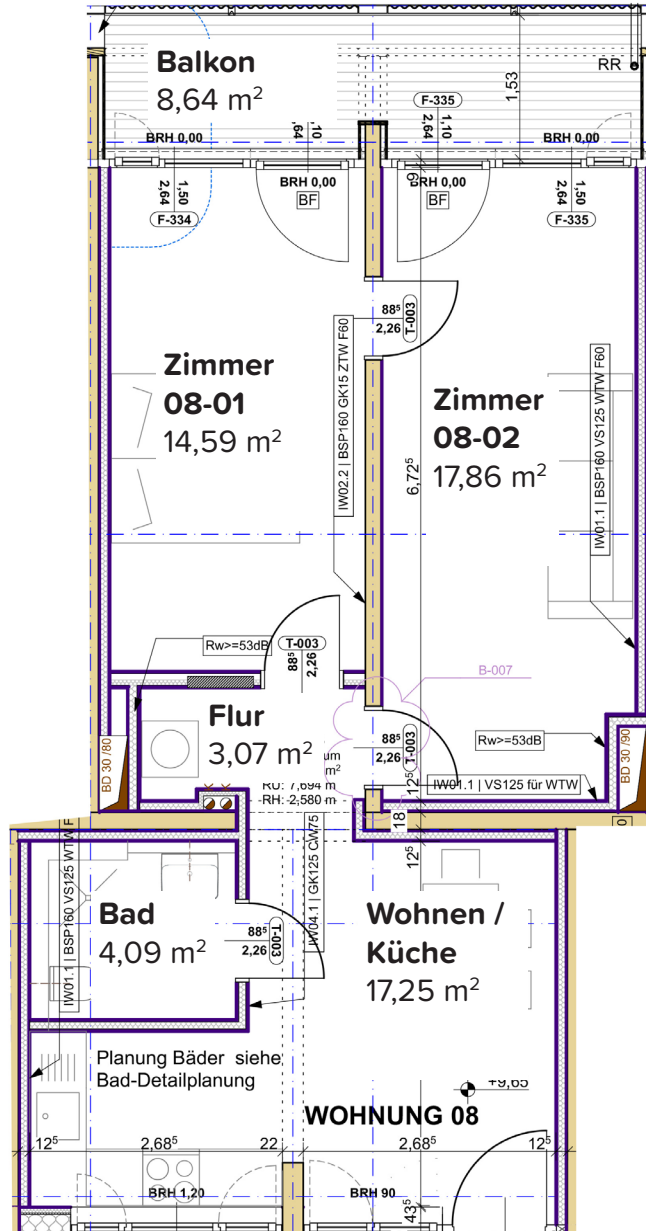 Balkon
8,64 m²
RR
1,53
F-335
1,10
2,64
BRH 0,00
,10
,64
BRH 0,00
1,50
2,64
F-334
BRH 0,00
BF
BRH 0,00
BF
9
1,50
2,64
F-335
88⁵
2,26
T-003
Zimmer
08-01
14,59 m²
IW02.2 | BSP160 GK15 ZTW F60
Zimmer
08-02
17,86 m²
6,72⁵
IW01.1 | BSP160 VS125 WTW F60
Rw>=53dB
T-003
88⁵
2,26
B-007
Flur
3,07 m²
um
m²
RU: 7,694 m
RH: 2,580 m
88⁵
2,26
T-003
Rw>=53dB
IW01.1 | VS125 für WTW
BD 30 /80
BD 30 /90
12⁵
18
12⁵
IW01.1 | BSP160 VS125 WTW F
IW04.1 | GK125 CW75
Bad
4,09 m²
88⁵
2,26
T-003
Wohnen /
Küche
17,25 m²
Planung Bäder siehe
Bad-Detailplanung
+9,65
WOHNUNG 08
12⁵
2,68⁵
22
2,68⁵
12⁵
BRH 1,20
BRH 90
43⁵